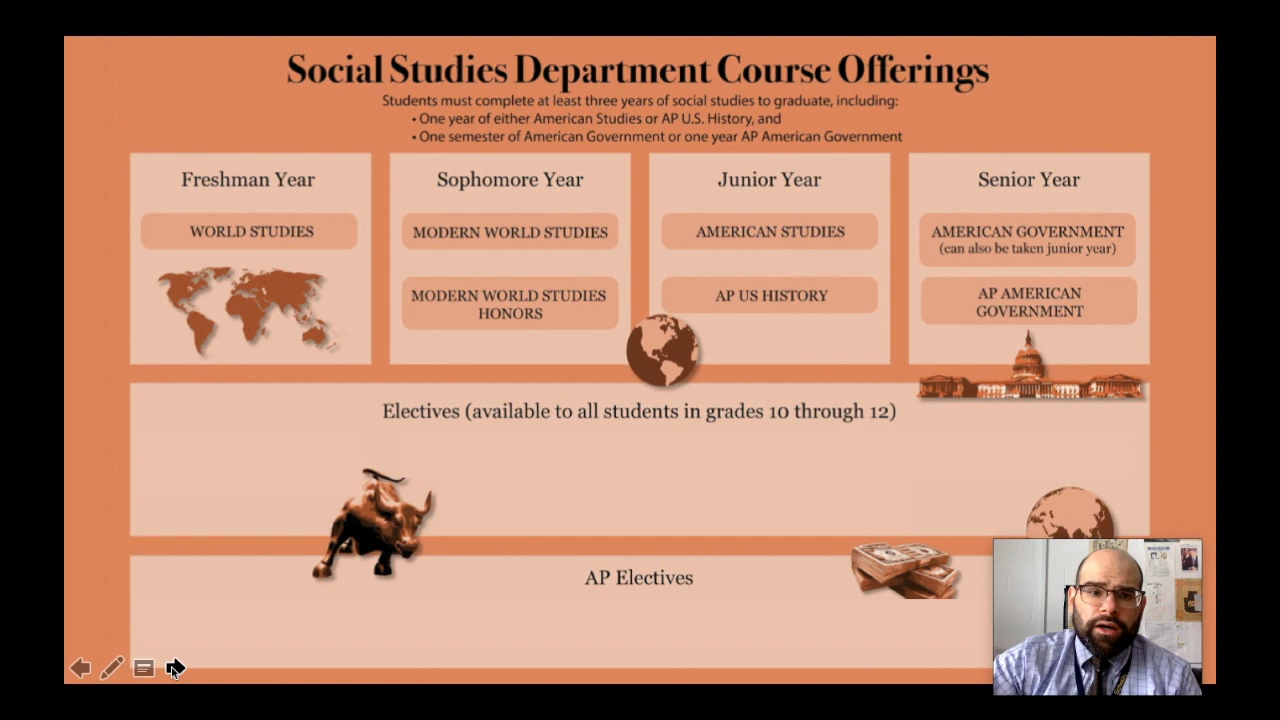 Social Studies Department Course Offerings
Students must complete at least three years of social studies to graduate, including:
• One year of either American Studies or AP U.S. History, and
• One semester of American Government or one year AP American Government
Freshman Year
WORLD STUDIES
Sophomore Year
MODERN WORLD STUDIES
MODERN WORLD STUDIES
HONORS
Junior Year
AMERICAN STUDIES
AP US HISTORY
Senior Year
AMERICAN GOVERNMENT
(can also be taken junior year)
AP AMERICAN
GOVERNMENT
Electives (available to all students in grades 10 through 12)
AP Electives